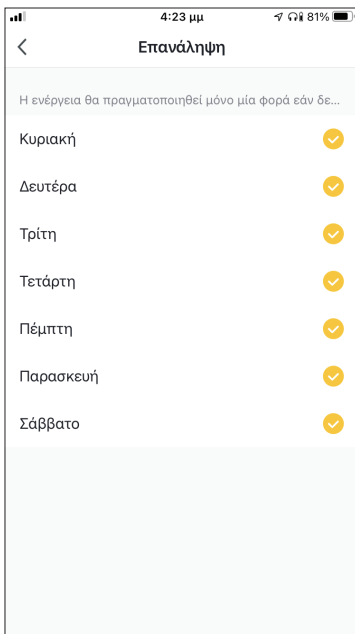 4:23 μμ
81%
Επανάληψη
Η ενέργεια θα πραγματοποιηθεί μόνο μία φορά εάν δε...
Κυριακή
Δευτέρα
Τρίτη
Τετάρτη
Πέμπτη
Παρασκευή
Σάββατο